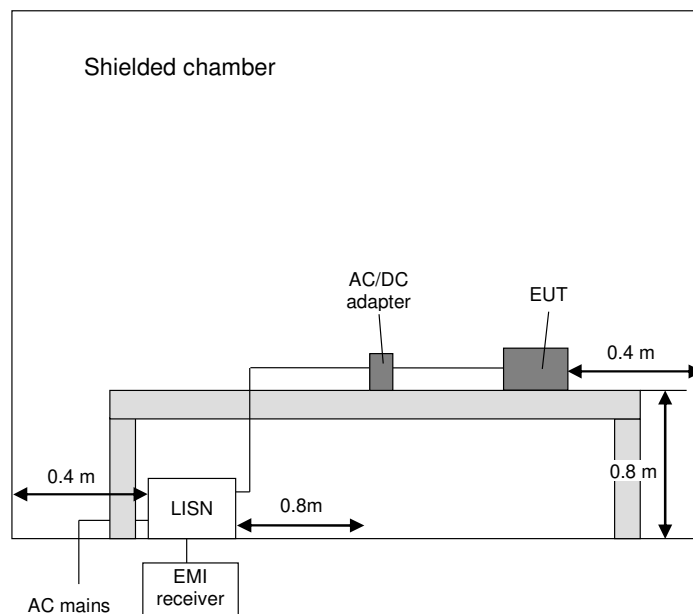 Shielded chamber
AC/DC
adapter
EUT
0.4 m
0.4 m
0.8 m
LISN
0.8m
EMI
receiver
AC mains